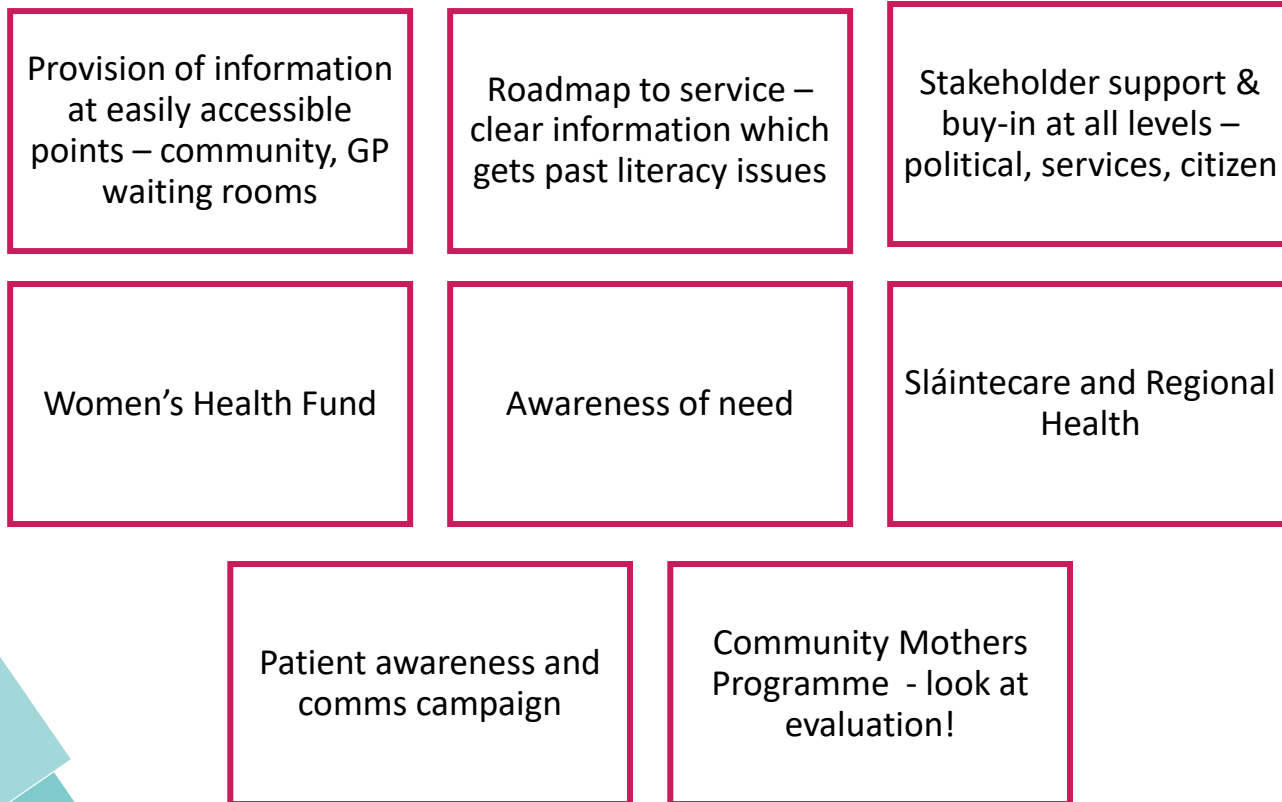 Provision of information
at easily accessible
points – community, GP
waiting rooms
Roadmap to service –
clear information which
gets past literacy issues
Stakeholder support &
buy-in at all levels –
political, services, citizen
Women’s Health Fund
Awareness of need
Sláintecare and Regional
Health
Patient awareness and
comms campaign
Community Mothers
Programme - look at
evaluation!